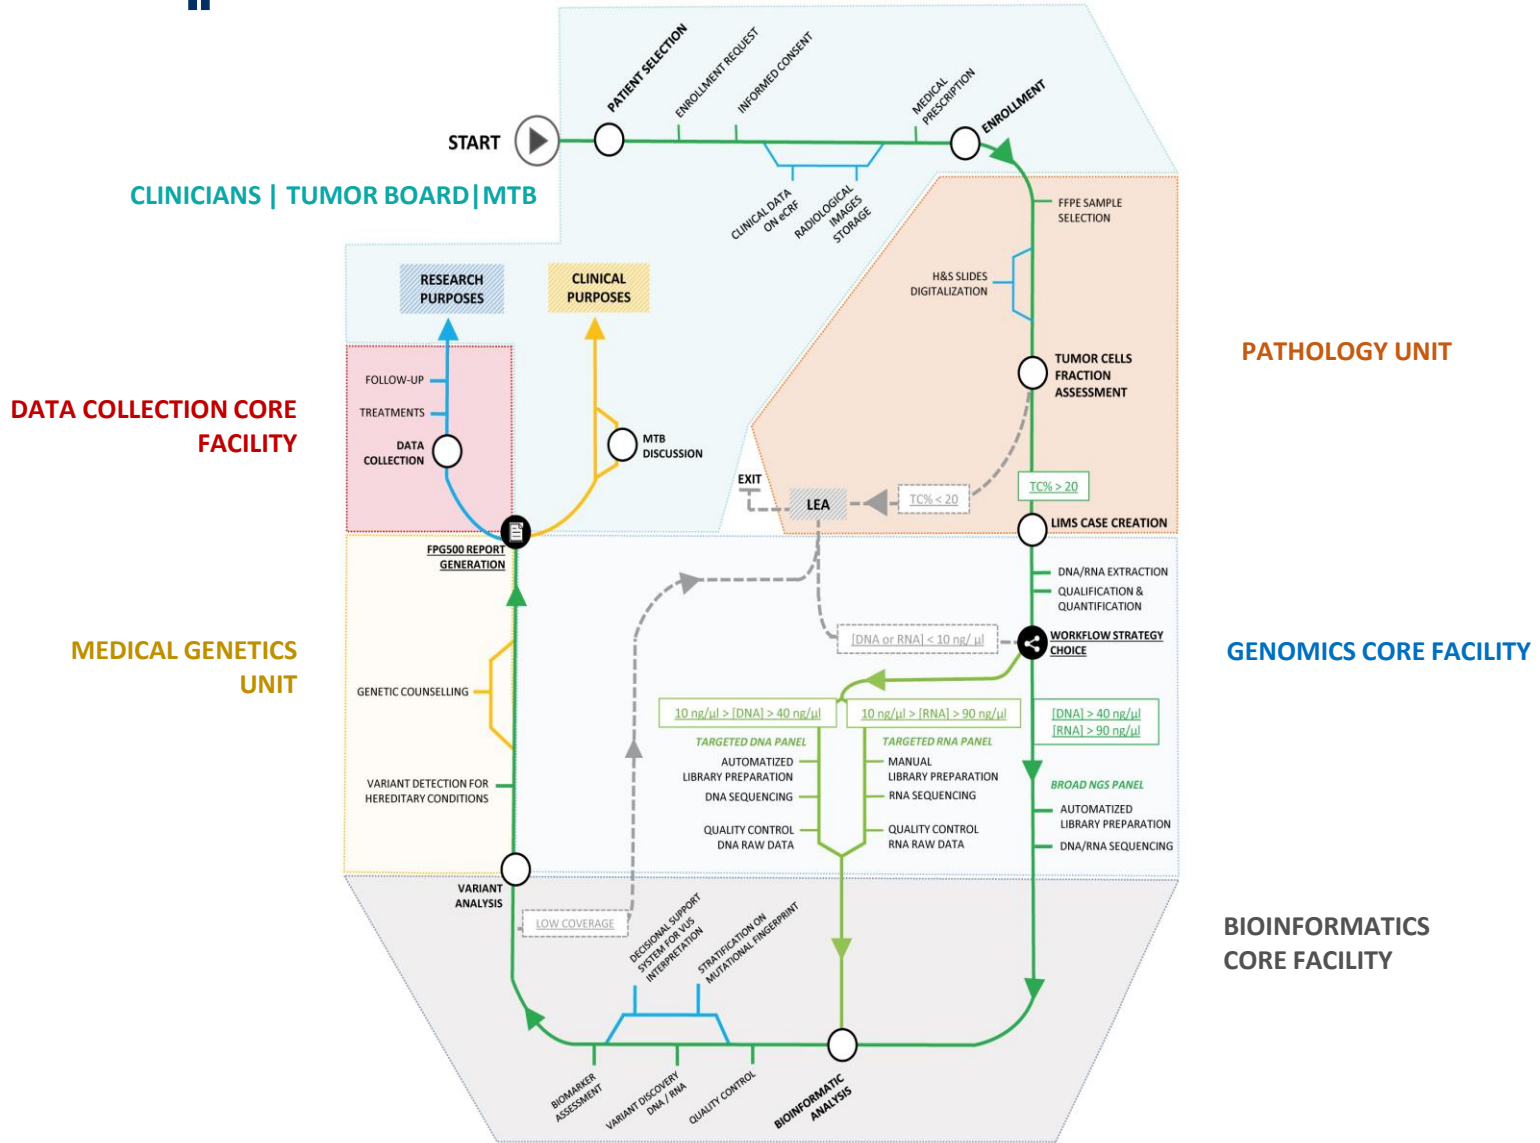 PATIENT SELECTION
ENROLLMENT REQUEST
INFORMED CONSENT
MEDICAL
PRESCRIPTION
ENROLLMENT
START
CLINICIANS | TUMOR BOARD|MTB
CLINICAL DATA
ON eCRF
RADIOLOGICAL
IMAGES
STORAGE
FFPE SAMPLE
SELECTION
RESEARCH
PURPOSES
CLINICAL
PURPOSES
H&S SLIDES
DIGITALIZATION
PATHOLOGY UNIT
TUMOR CELLS
FRACTION
ASSESSMENT
DATA COLLECTION CORE
FACILITY
FOLLOW-UP
TREATMENTS
DATA
COLLECTION
MTB
DISCUSSION
EXIT
LEA
TC% < 20
TC% > 20
LIMS CASE CREATION
FPG500 REPORT
GENERATION
DNA/RNA EXTRACTION
QUALIFICATION &
QUANTIFICATION
[DNA or RNA] < 10 ng/ µl
WORKFLOW STRATEGY
CHOICE
MEDICAL GENETICS
UNIT
GENOMICS CORE FACILITY
GENETIC COUNSELLING
10 ng/µl > [DNA] > 40 ng/µl
10 ng/µl > [RNA] > 90 ng/µl
[DNA] > 40 ng/µl
[RNA] > 90 ng/µl
TARGETED DNA PANEL
AUTOMATIZED
LIBRARY PREPARATION
DNA SEQUENCING
QUALITY CONTROL
DNA RAW DATA
TARGETED RNA PANEL
MANUAL
LIBRARY PREPARATION
RNA SEQUENCING
QUALITY CONTROL
RNA RAW DATA
BROAD NGS PANEL
AUTOMATIZED
LIBRARY PREPARATION
DNA/RNA SEQUENCING
VARIANT DETECTION FOR
HEREDITARY CONDITIONS
VARIANT
ANALYSIS
LOW COVERAGE
DECISIONAL SUPPORT
SYSTEM FOR VUS
INTERPRETATION
STRATIFICATION ON
MUTATIONAL FINGERPRINT
BIOINFORMATICS
CORE FACILITY
BIOMARKER
ASSESSMENT
VARIANT DISCOVERY
DNA / RNA
QUALITY CONTROL
BIOINFORMATIC
ANALYSIS